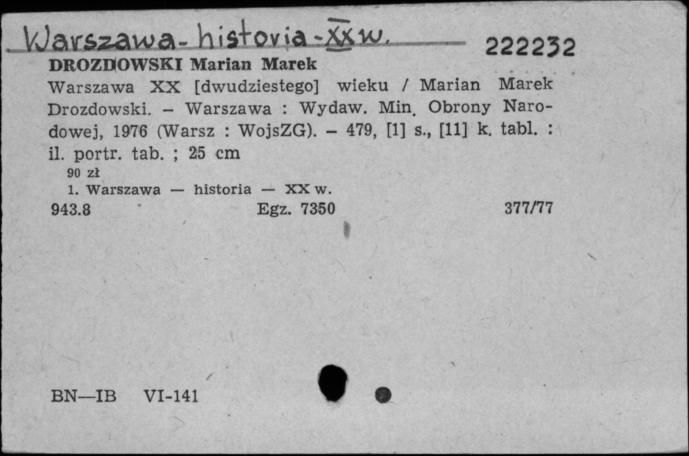 Warszawa - historia - XX w. 222232
DROZDOWSKI Marian Marek
Warszawa XX [dwudziestego] wieku / Marian Marek
Drozdowski. — Warszawa : Wydaw. Min. Obrony Naro-
dowej, 1976 (Warsz : WojsZG). — 479, [1] s., [11] k. tabl. :
il. portr. tab. ; 25 cm
90 zł
1. Warszawa — historia — XX w.
943.8 Egz. 7350 377/77
BN—IB VI-141